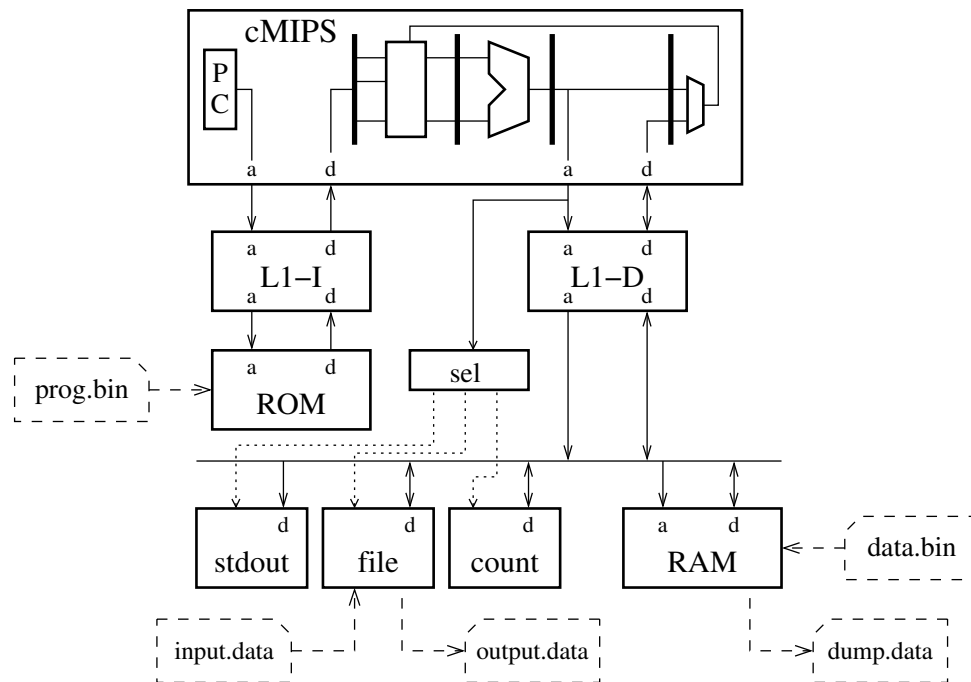 cMIPS
P
C
a d a d
a d a d
L1–I L1–D
a d a d
a d
ROM
prog.bin
sel
d d d a d
stdout file count RAM
data.bin
input.data output.data dump.data